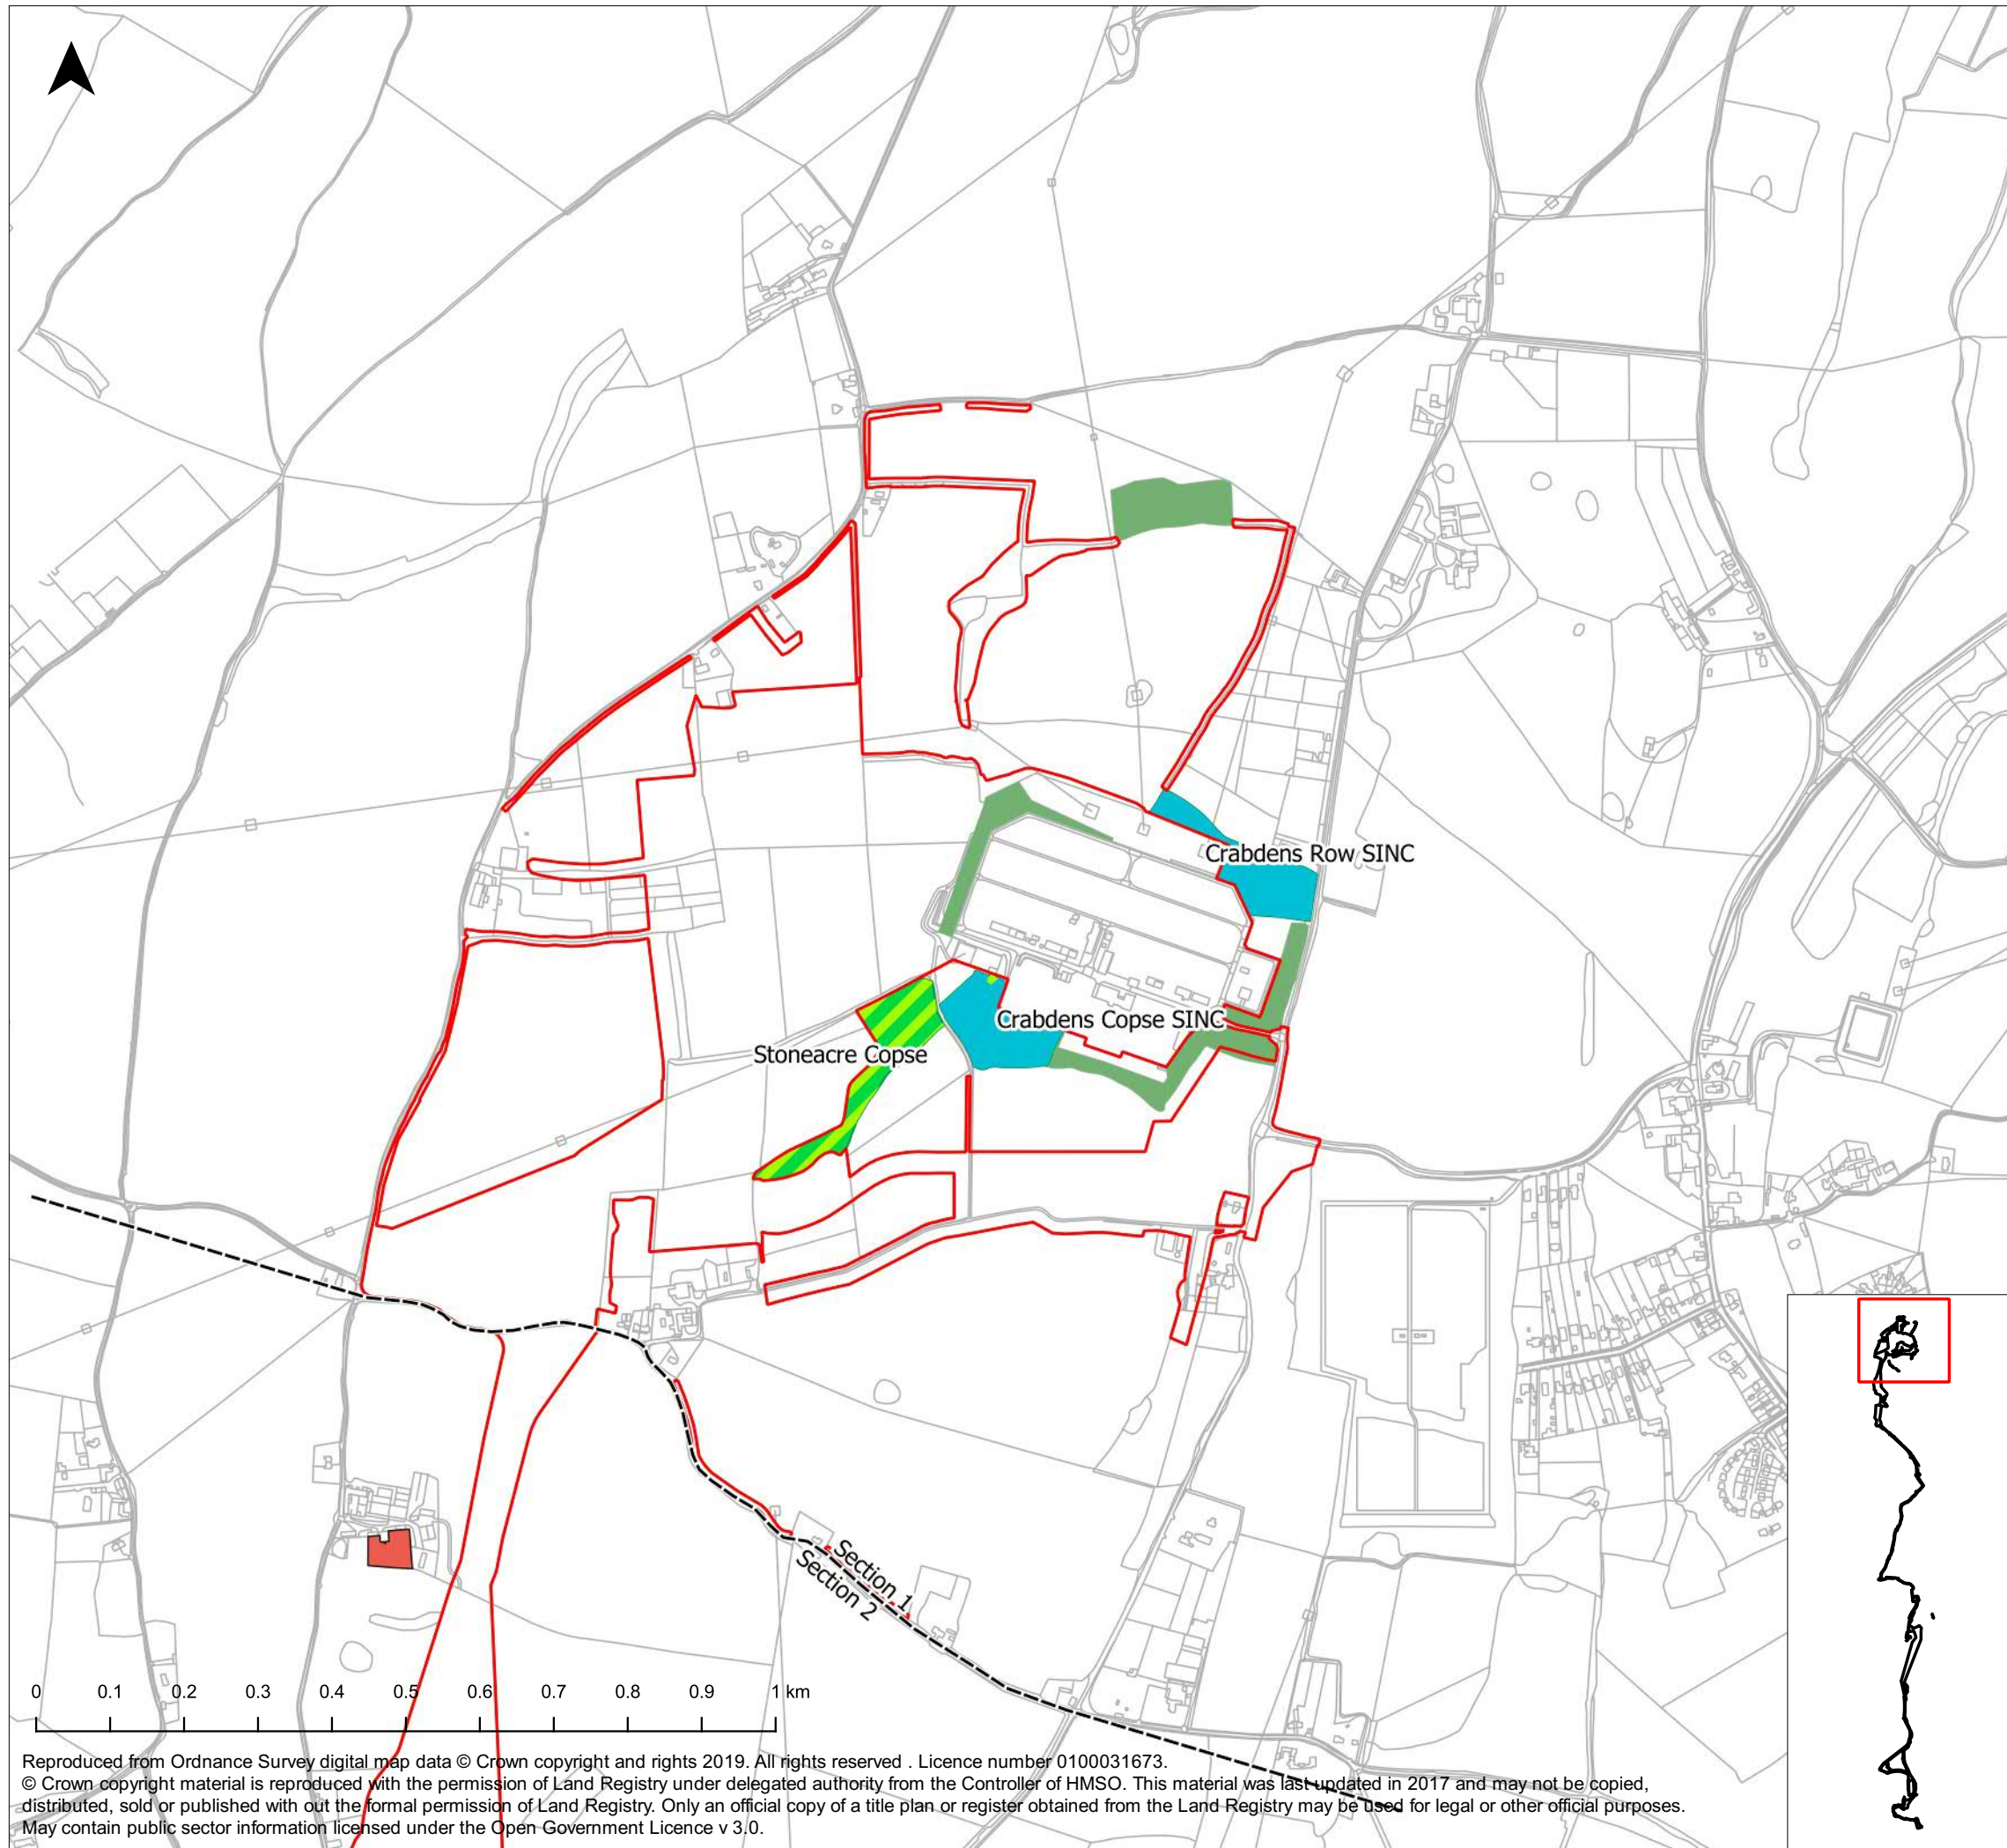 Crabdens Row SINC
Crabdens Copse SINC
Stoneacre Copse
Section 1
Section 2
0 0.1 0.2 0.3 0.4 0.5 0.6 0.7 0.8 0.9 1 km
Reproduced from Ordnance Survey digital map data © Crown copyright and rights 2019. All rights reserved . Licence number 0100031673.
© Crown copyright material is reproduced with the permission of Land Registry under delegated authority from the Controller of HMSO. This material was last updated in 2017 and may not be copied,
distributed, sold or published with out the formal permission of Land Registry. Only an official copy of a title plan or register obtained from the Land Registry may be used for legal or other official purposes.
May contain public sector information licensed under the Open Government Licence v 3.0.